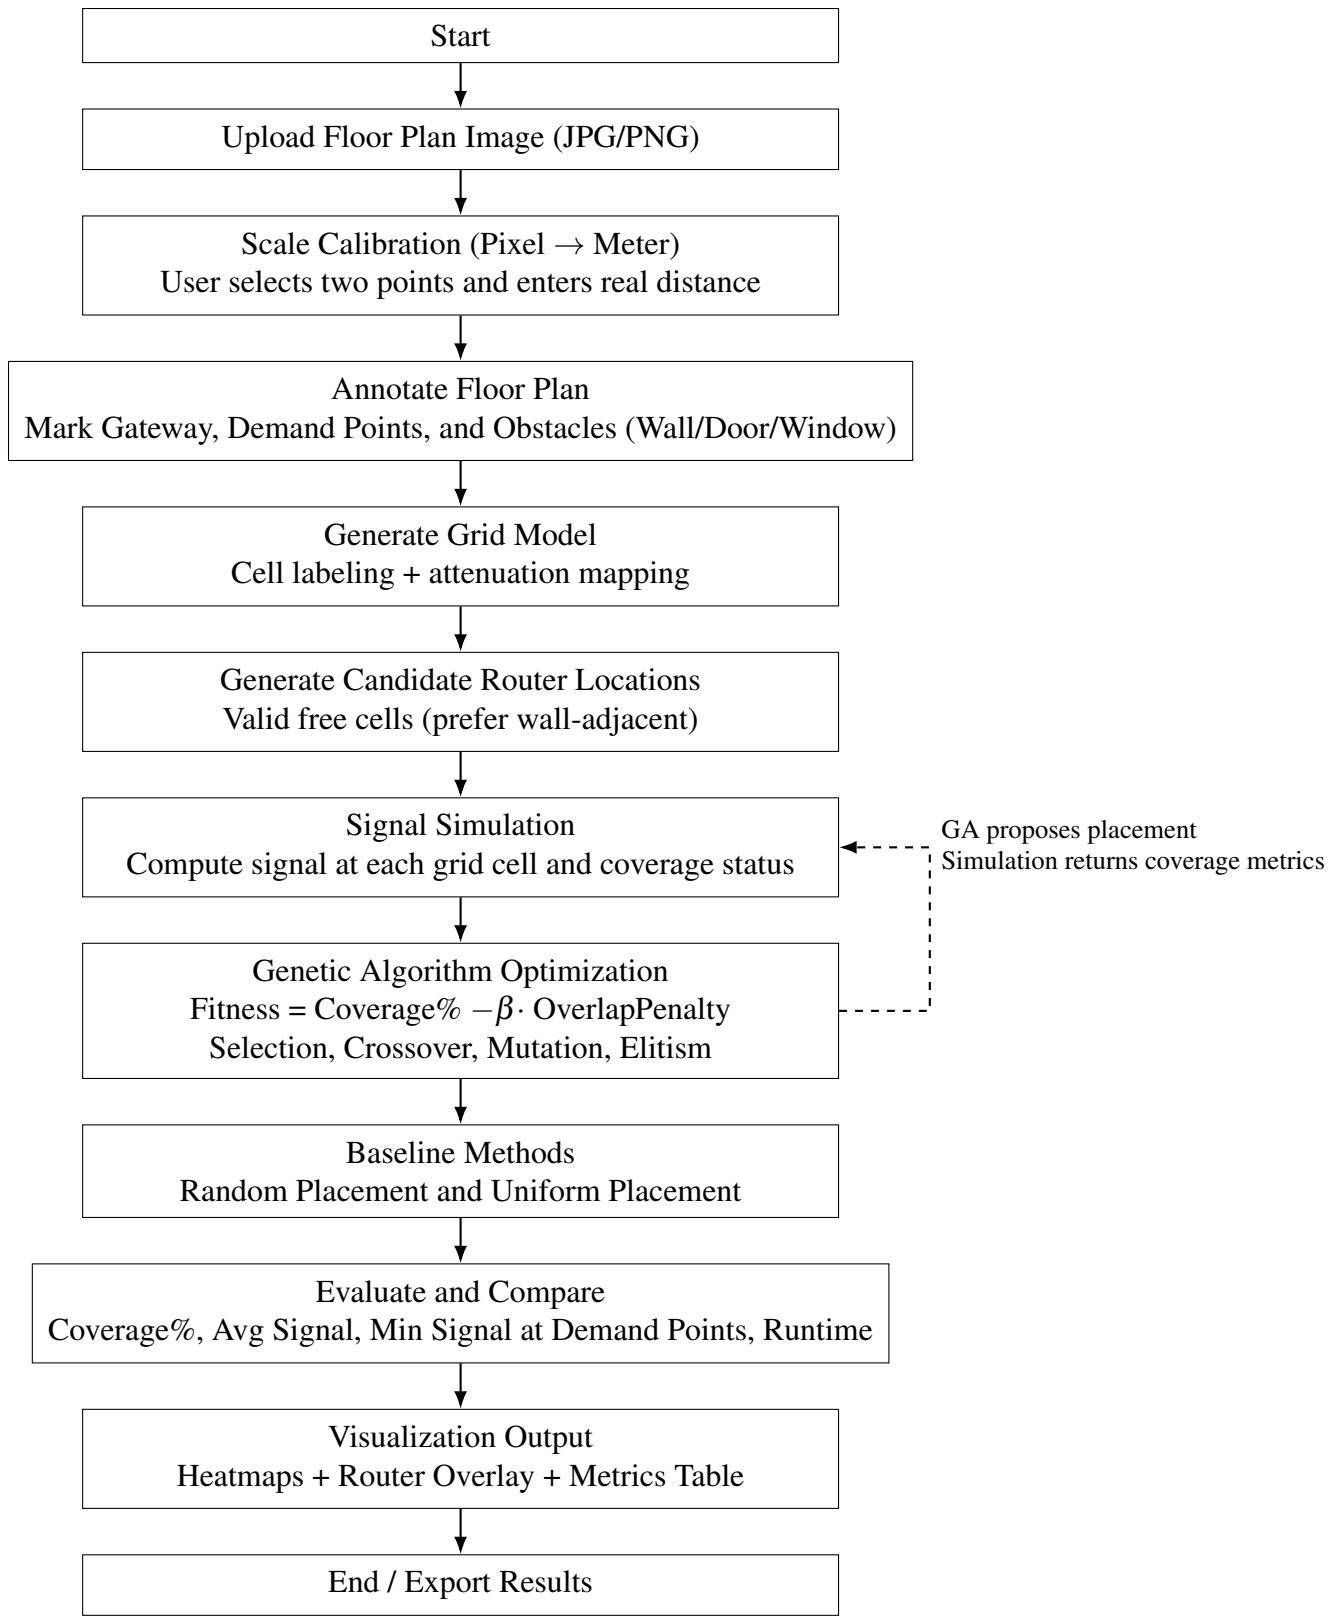 Start
Upload Floor Plan Image (JPG/PNG)
Scale Calibration (Pixel → Meter)
User selects two points and enters real distance
Annotate Floor Plan
Mark Gateway, Demand Points, and Obstacles (Wall/Door/Window)
Generate Grid Model
Cell labeling + attenuation mapping
Generate Candidate Router Locations
Valid free cells (prefer wall-adjacent)
Signal Simulation
Compute signal at each grid cell and coverage status
GA proposes placement
Simulation returns coverage metrics
Genetic Algorithm Optimization
Fitness = Coverage% −β· OverlapPenalty
Selection, Crossover, Mutation, Elitism
Baseline Methods
Random Placement and Uniform Placement
Evaluate and Compare
Coverage%, Avg Signal, Min Signal at Demand Points, Runtime
Visualization Output
Heatmaps + Router Overlay + Metrics Table
End / Export Results